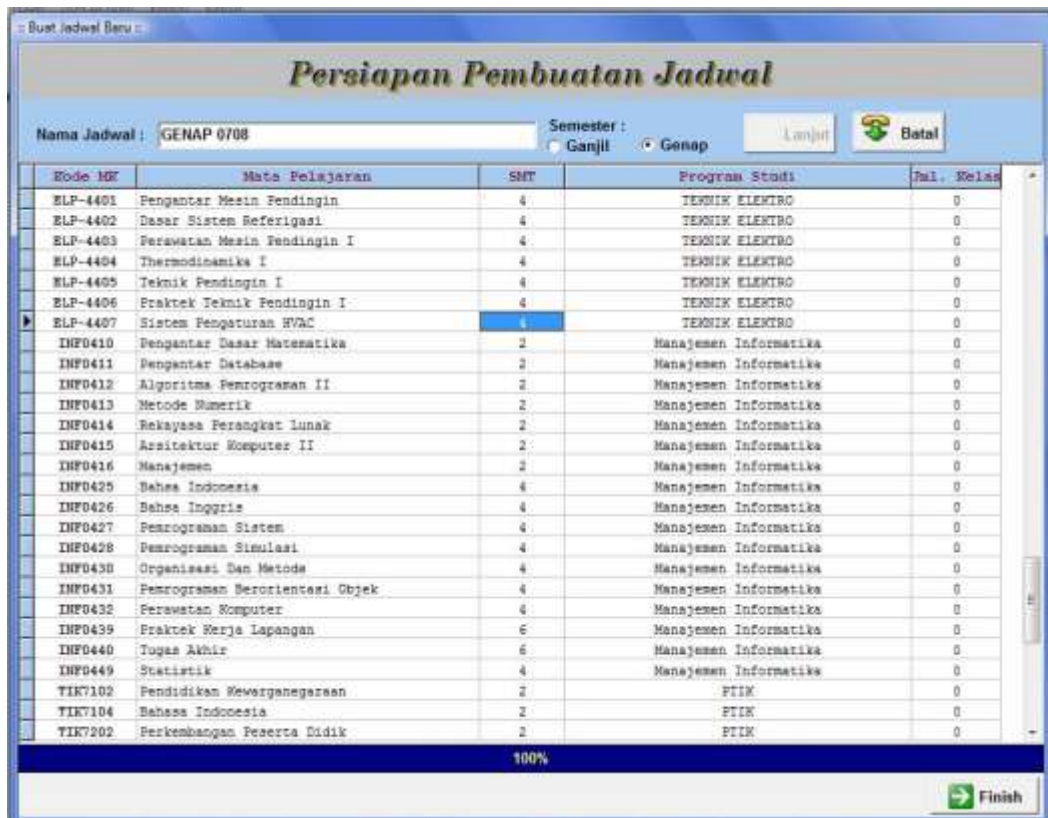 :: Buat Jadwal Baru ::
Persiapan Pembuatan Jadwal
Nama Jadwal : GENAP 0708 Semester : Ganjil Genap Lanjut Batal
Kode MK Mata Pelajaran SMT Program Studi Jml. Kelas
ELP-4401 Pengantar Mesin Pendingin 4 TEKNIK ELEKTRO 0
ELP-4402 Dasar Sistem Referigasi 4 TEKNIK ELEKTRO 0
ELP-4403 Perawatan Mesin Pendingin I 4 TEKNIK ELEKTRO 0
ELP-4404 Thermodinamika I 4 TEKNIK ELEKTRO 0
ELP-4405 Teknik Pendingin I 4 TEKNIK ELEKTRO 0
ELP-4406 Praktek Teknik Pendingin I 4 TEKNIK ELEKTRO 0
ELP-4407 Sistem Pengaturan HVAC 4 TEKNIK ELEKTRO 0
INF0410 Pengantar Dasar Matematika 2 Manajemen Informatika 0
INF0411 Pengantar Database 2 Manajemen Informatika 0
INF0412 Algoritma Pemrograman II 2 Manajemen Informatika 0
INF0413 Metode Numerik 2 Manajemen Informatika 0
INF0414 Rekayasa Perangkat Lunak 2 Manajemen Informatika 0
INF0415 Arsitektur Komputer II 2 Manajemen Informatika 0
INF0416 Manajemen 2 Manajemen Informatika 0
INF0425 Bahsa Indonesia 4 Manajemen Informatika 0
INF0426 Bahsa Inggris 4 Manajemen Informatika 0
INF0427 Pemrograman Sistem 4 Manajemen Informatika 0
INF0428 Pemrograman Simulasi 4 Manajemen Informatika 0
INF0430 Organisasi Dan Metode 4 Manajemen Informatika 0
INF0431 Pemrograman Berorientasi Objek 4 Manajemen Informatika 0
INF0432 Perawatan Komputer 4 Manajemen Informatika 0
INF0439 Praktek Kerja Lapangan 6 Manajemen Informatika 0
INF0440 Tugas Akhir 6 Manajemen Informatika 0
INF0449 Statistik 4 Manajemen Informatika 0
TIK7102 Pendidikan Kewarganegaraan 2 PTIK 0
TIK7104 Bahasa Indonesia 2 PTIK 0
TIK7202 Perkembangan Peserta Didik 2 PTIK 0
100%
Finish